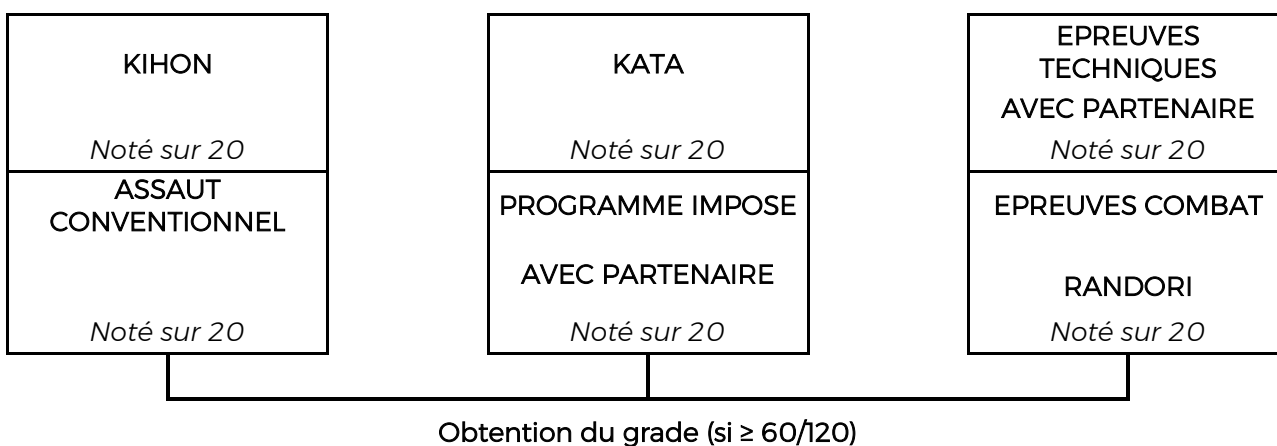 KIHON
Noté sur 20
ASSAUT
CONVENTIONNEL
Noté sur 20
KATA
Noté sur 20
PROGRAMME IMPOSE
AVEC PARTENAIRE
Noté sur 20
EPREUVES
TECHNIQUES
AVEC PARTENAIRE
Noté sur 20
EPREUVES COMBAT
RANDORI
Noté sur 20
Obtention du grade (si ≥ 60/120)